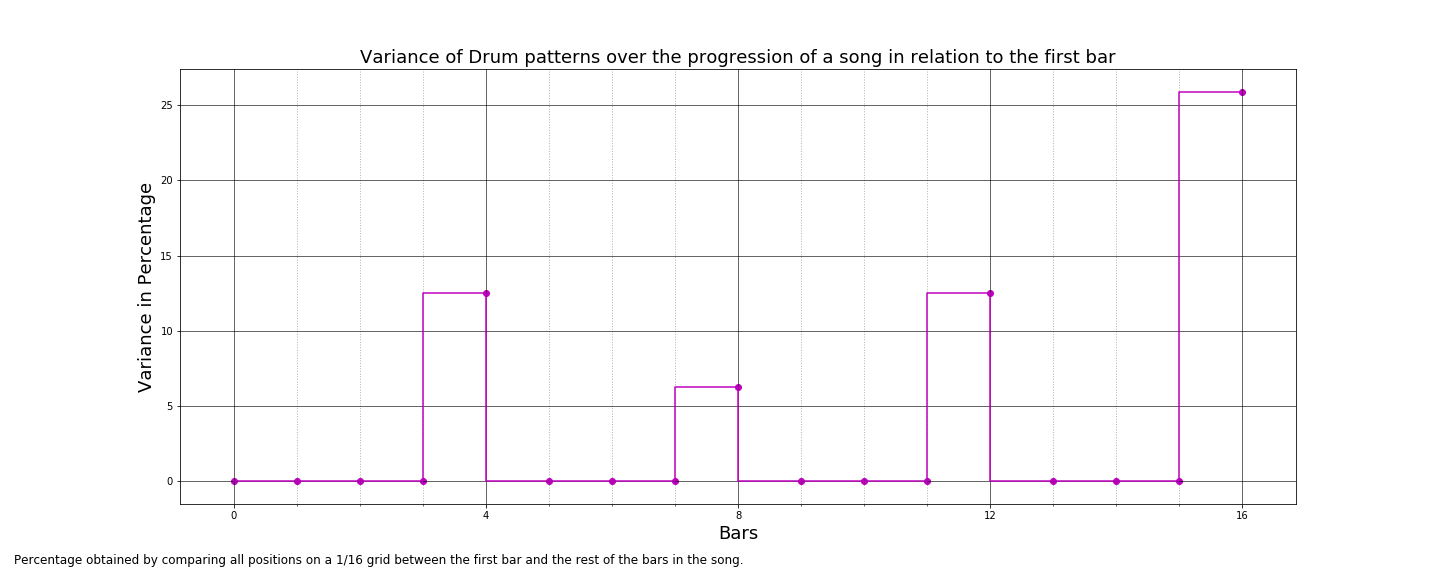 Variance of Drum patterns over the progression of a song in relation to the first bar
Variance in Percentage
25
20
15
10
5
0
0 4 8 12 16
Bars
Percentage obtained by comparing all positions on a 1/16 grid between the first bar and the rest of the bars in the song.